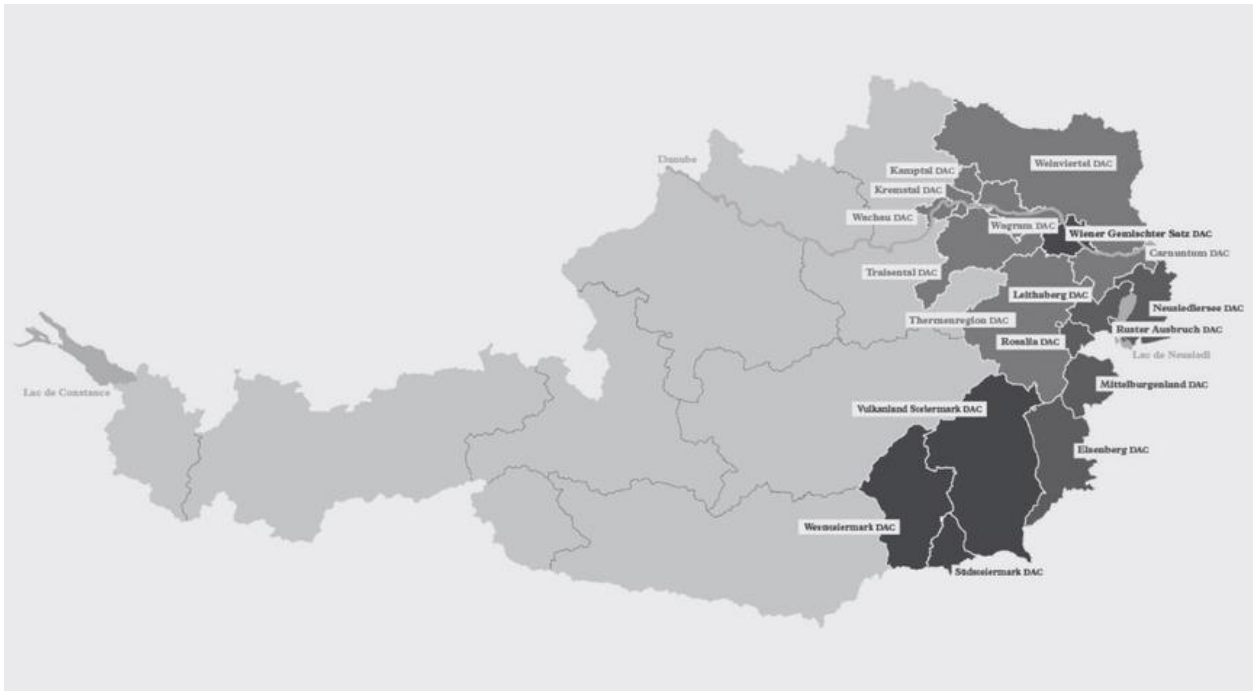 Danube
Weinviertel DAC
Kamptal DAC
Kremstal DAC
Wachau DAC
Wagram DAC
Wiener Gemischter Satz DAC
Carnuntum DAC
Traisental DAC
Leithaberg DAC
Neusiedlersee DAC
Thermenregion DAC
Ruster Ausbruch DAC
Rosalia DAC
Lac de Neusiedl
Lac de Constance
Mittelburgenland DAC
Vulkanland Steiermark DAC
Eisenberg DAC
Weststeiermark DAC
Südsteiermark DAC